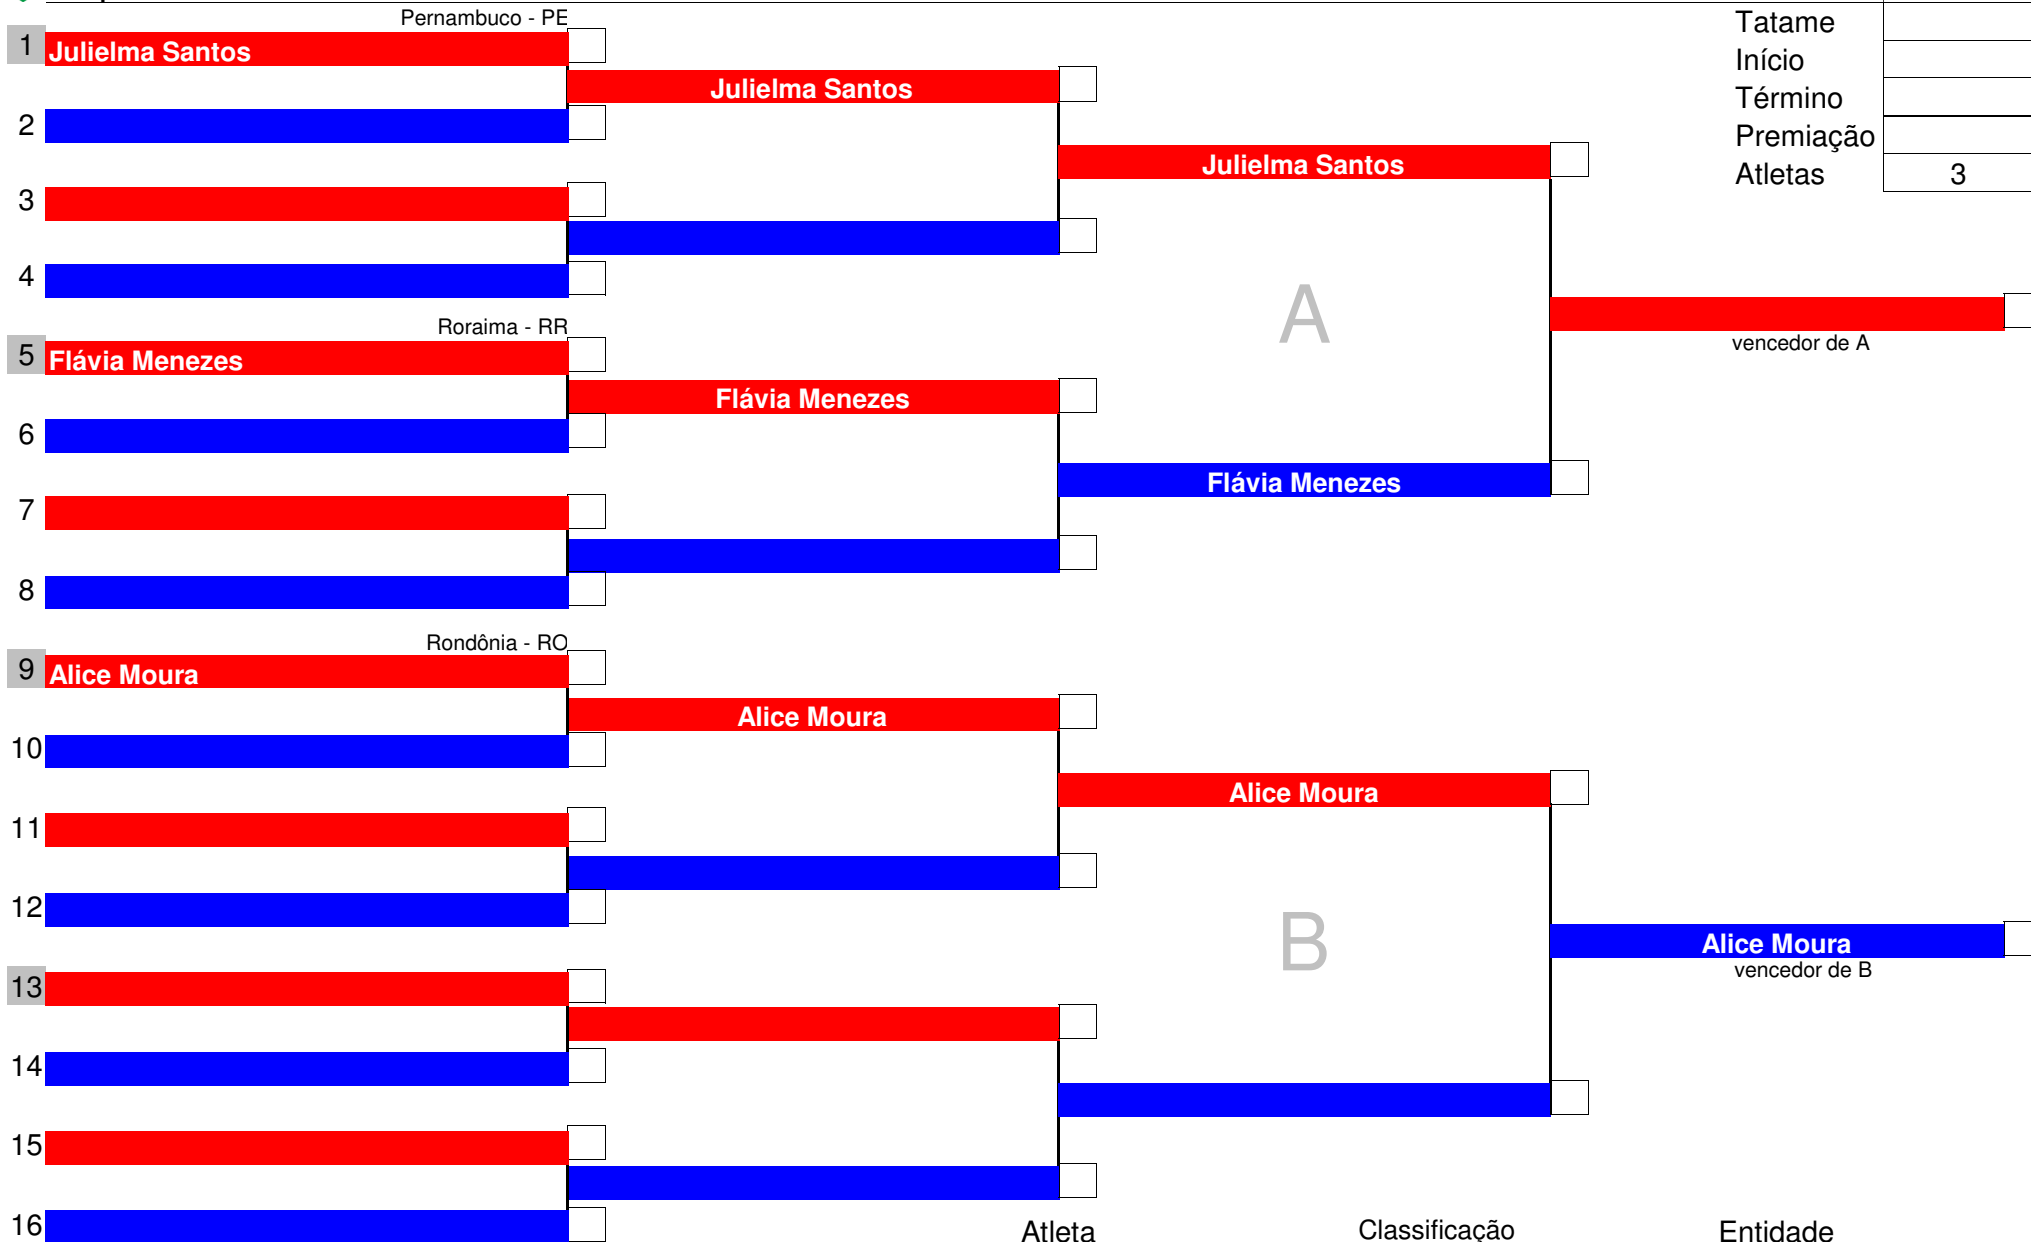 Pernambuco - PE
1 Julielma Santos
Julielma Santos
2
Julielma Santos
3
4
Roraima - RR
5 Flávia Menezes
Flávia Menezes
6
Flávia Menezes
7
8
A
vencedor de A
Rondônia - RO
9 Alice Moura
Alice Moura
10
Alice Moura
11
12
B
Alice Moura
vencedor de B
13
14
15
16
Tatame
Início
Término
Premiação
Atletas 3
Atleta Classificação Entidade